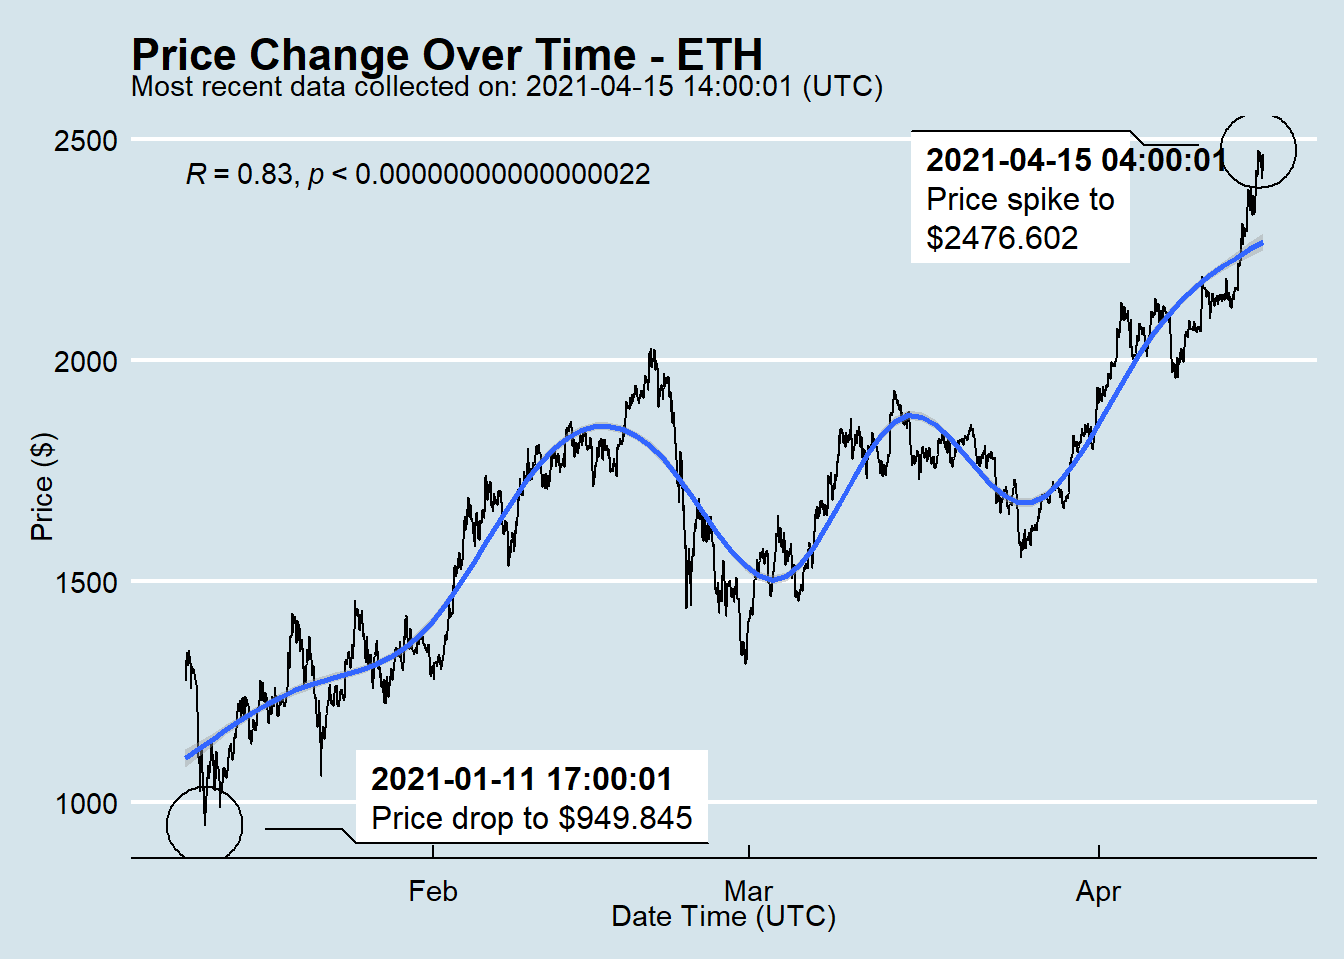 Price Change Over Time - ETH
Most recent data collected on: 2021-04-15 14:00:01 (UTC)
R = 0.83, p < 0.00000000000000022
2021-04-15 04:00:01
Price spike to
$2476.602
2021-01-11 17:00:01
Price drop to $949.845
Price ($)
2500
2000
1500
1000
Feb
Mar
Apr
Date Time (UTC)